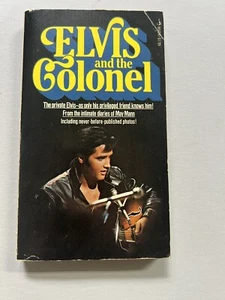 ELVIS
and the
Colonel
The private Elvis-as only his privileged friend knows him!
From the intimate diaries of May Mann
Including never-before-published photos!